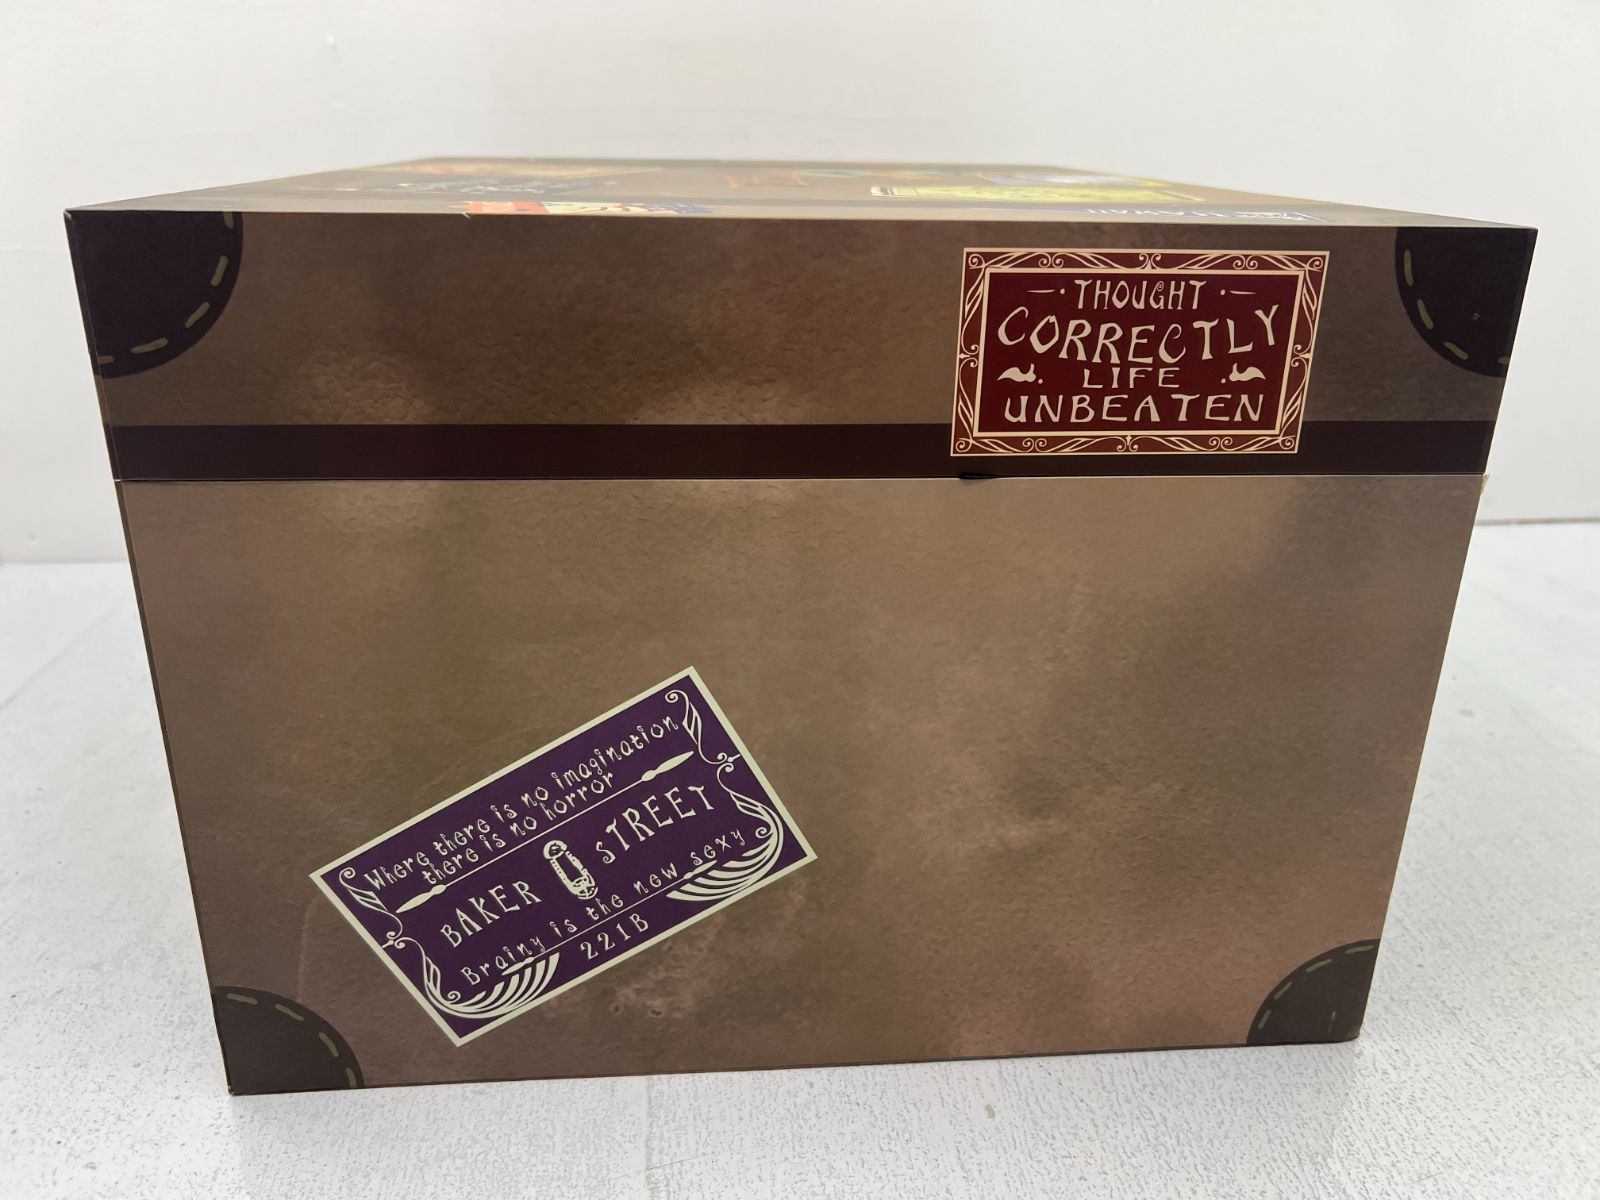 HAWAII
THOUGHT
CORRECTLY
LIFE
UNBEATEN
Where there is no imagination
there is no horror
BAKER STREET
Brainy is the new sexy
221B